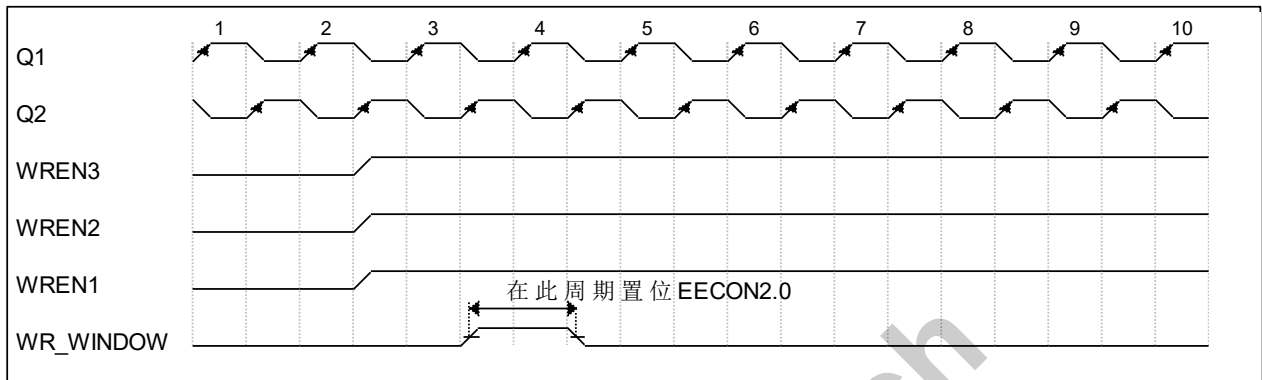 1 2 3 4 5 6 7 8 9 10
Q1
Q2
WREN3
WREN2
WREN1
在此周期置位EECON2.0
WR_WINDOW
ch